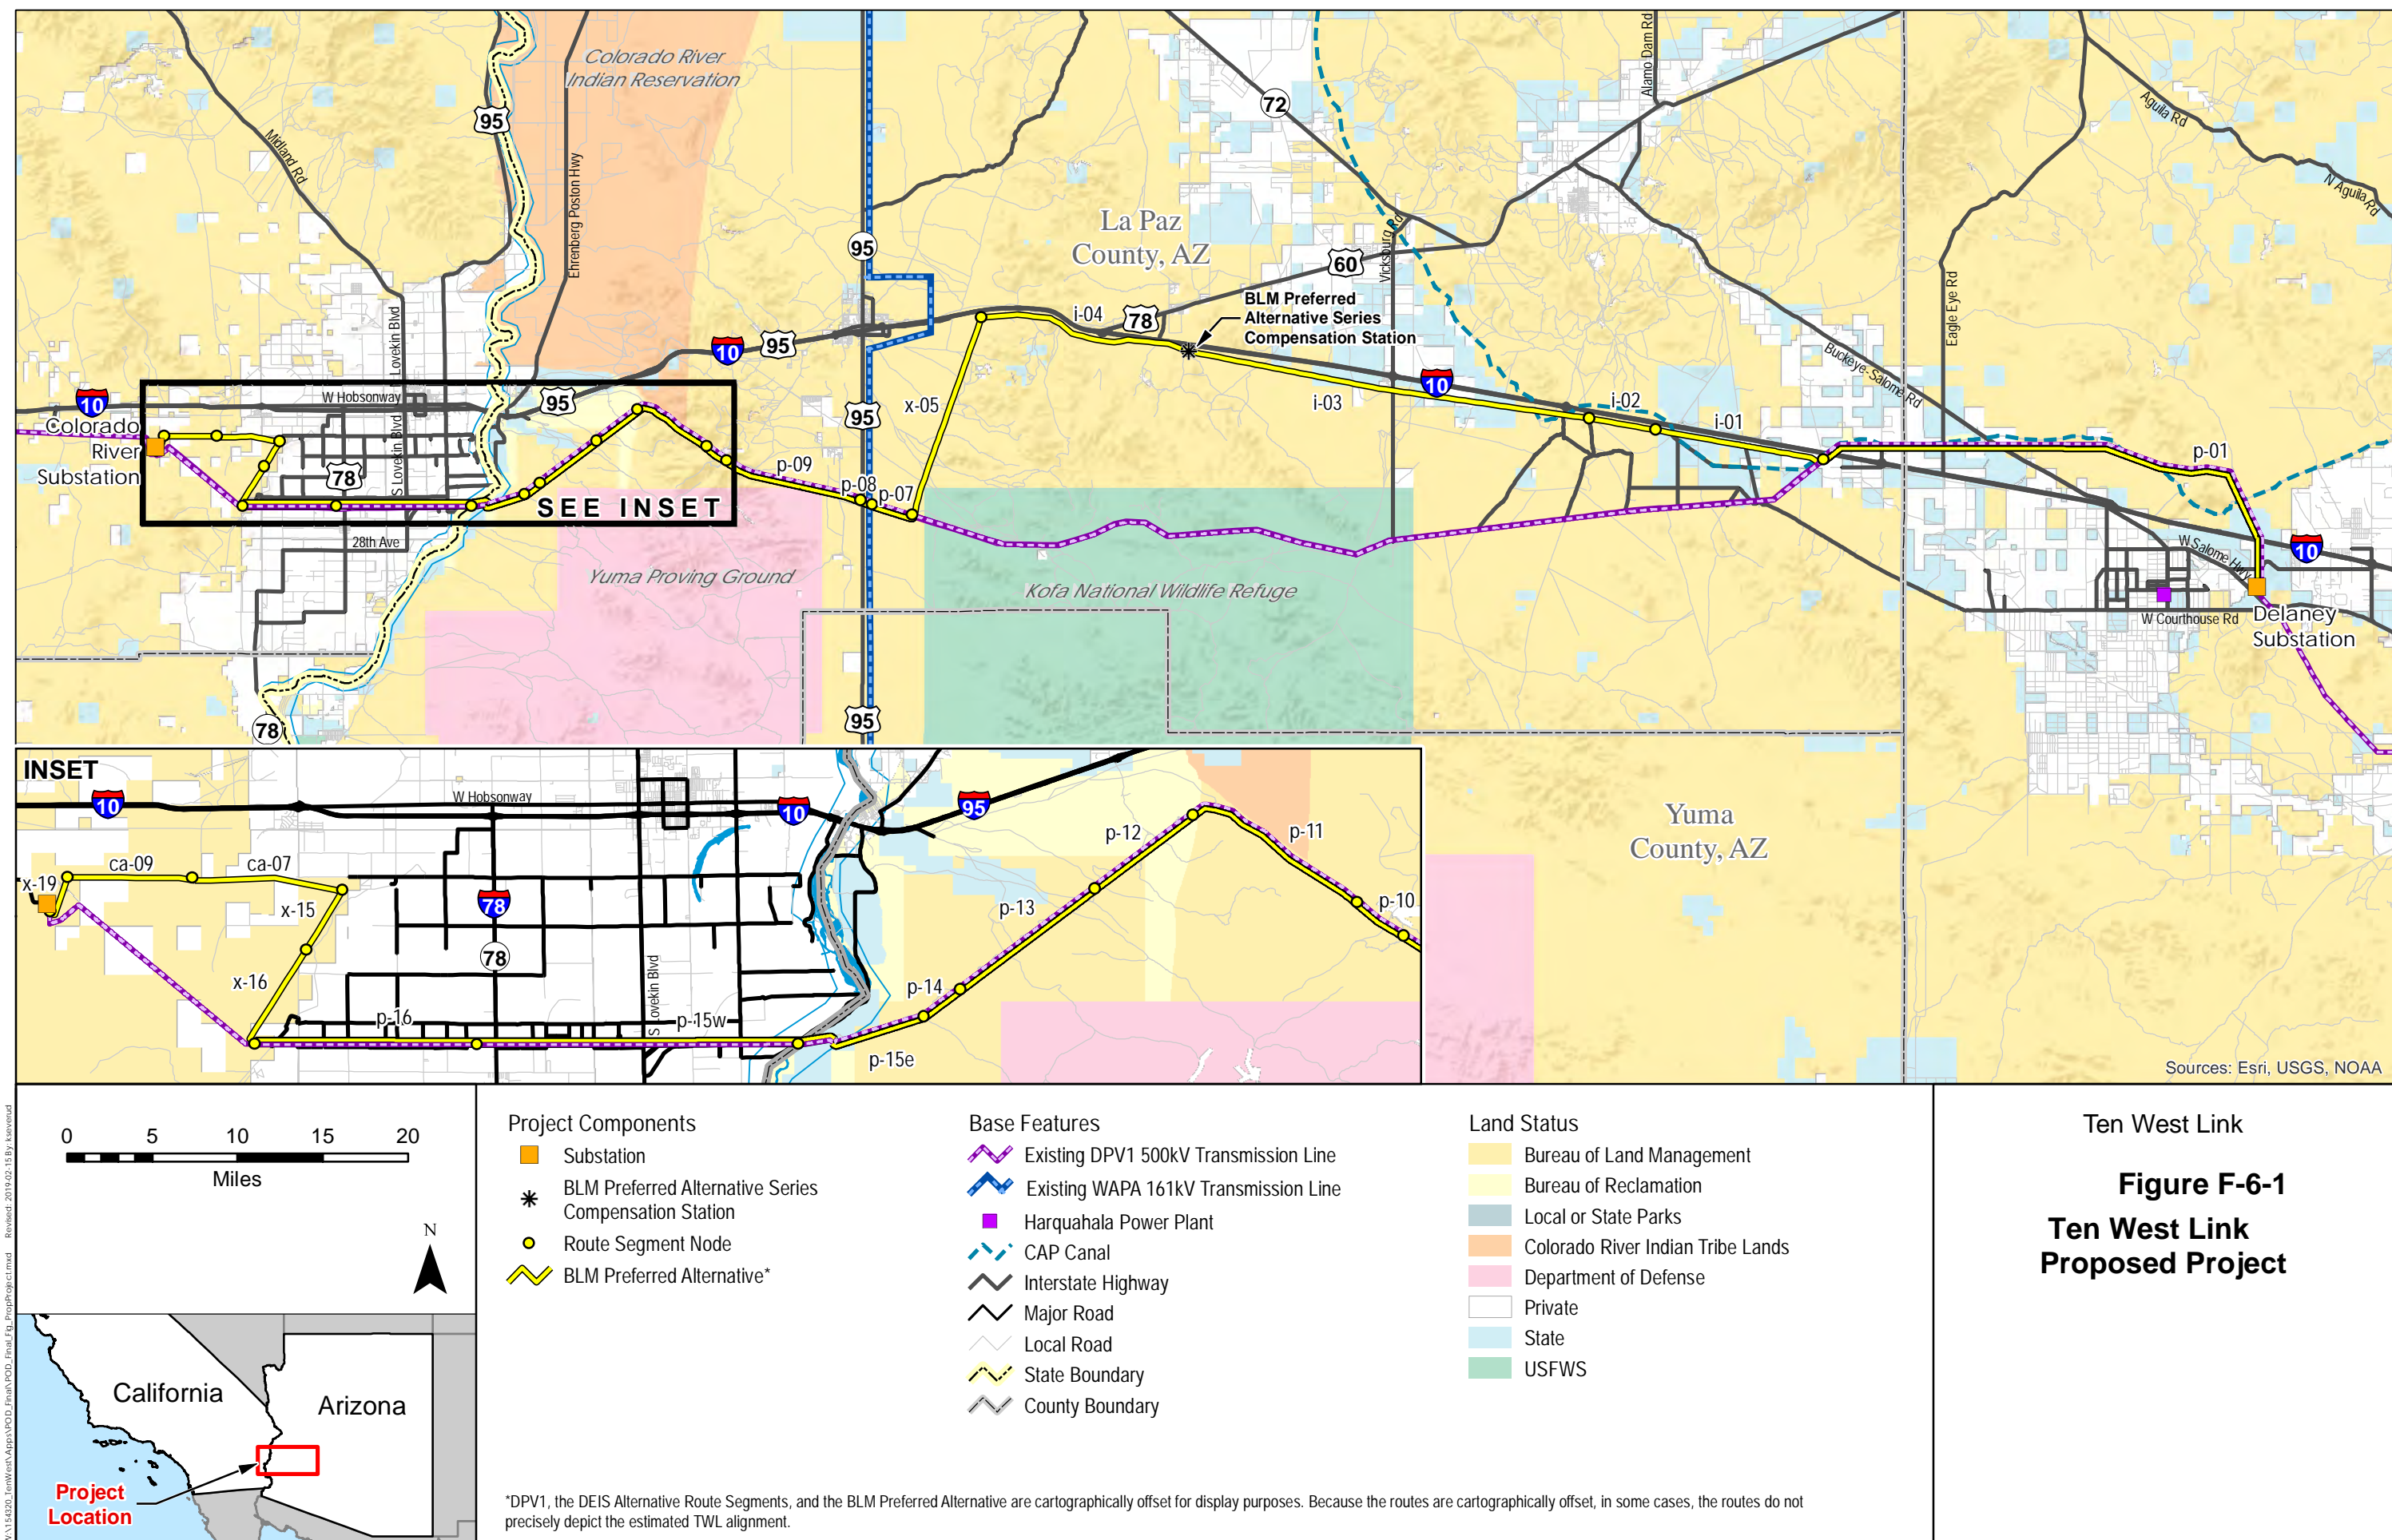 Colorado River
Indian Reservation
95
72
Alamo Dam Rd
Aguila Rd
N Aguila Rd
Midland Rd
Ehrenberg Poston Hwy
La Paz
County, AZ
95
60
Vicksburg Rd
Eagle Eye Rd
BLM Preferred
Alternative Series
Compensation Station
i-04
78
10
95
N Lovekin Blvd
Buckeye-Salome Rd
10
W Hobsonway
95
x-05
95
i-03
10
i-02
i-01
Colorado
River
Substation
78
S Lovekin Blvd
p-09
p-08
p-07
p-01
SEE INSET
28th Ave
Yuma Proving Ground
Kofa National Wildlife Refuge
W Salome Hwy
10
W Courthouse Rd
Delaney
Substation
78
95
INSET
10
W Hobsonway
10
95
p-12
p-11
ca-09
ca-07
x-19
x-15
78
p-13
p-10
78
x-16
S Lovekin Blvd
p-14
p-16
p-15w
p-15e
Yuma
County, AZ
Sources: Esri, USGS, NOAA
0 5 10 15 20
Miles
N
California
Arizona
Project
Location
Project Components
Substation
BLM Preferred Alternative Series
Compensation Station
Route Segment Node
BLM Preferred Alternative*
Base Features
Existing DPV1 500kV Transmission Line
Existing WAPA 161kV Transmission Line
Harquahala Power Plant
CAP Canal
Interstate Highway
Major Road
Local Road
State Boundary
County Boundary
Land Status
Bureau of Land Management
Bureau of Reclamation
Local or State Parks
Colorado River Indian Tribe Lands
Department of Defense
Private
State
USFWS
*DPV1, the DEIS Alternative Route Segments, and the BLM Preferred Alternative are cartographically offset for display purposes. Because the routes are cartographically offset, in some cases, the routes do not
precisely depict the estimated TWL alignment.
Ten West Link
Figure F-6-1
Ten West Link
Proposed Project
V:\154320_TenWest\Apps\POD_Final\POD_Final_Fig_PropProject.mxd Revised: 2019-02-15 By: kseverud